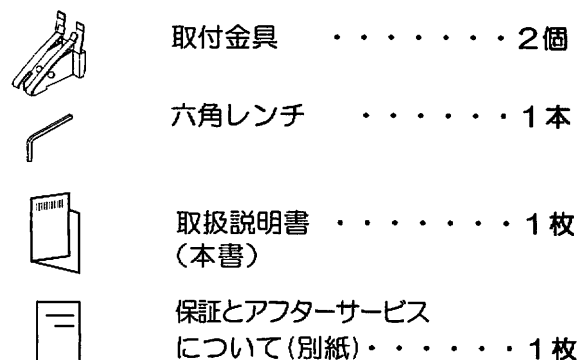 取付金具 ・・・・・・・2個
六角レンチ ・・・・・・1本
取扱説明書 ・・・・・・・1枚
(本書)
保証とアフターサービス
について(別紙)・・・・・・1枚